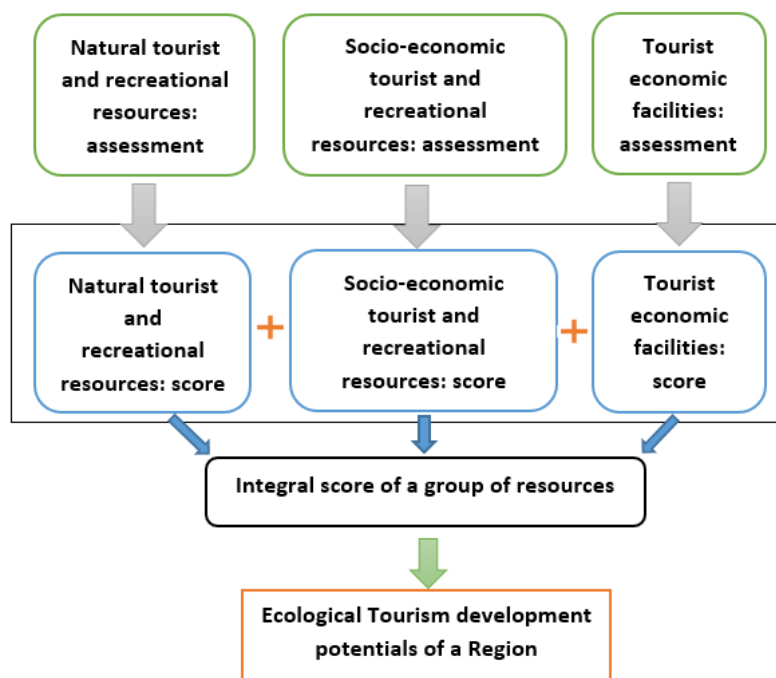 Natural tourist
and recreational
resources:
assessment
Socio-economic
tourist and
recreational
resources: assessment
Tourist
economic
facilities:
assessment
Natural tourist
and
recreational
resources: score
+
Socio-economic
tourist and
recreational
resources: score
+
Tourist
economic
facilities:
score
Integral score of a group of resources
Ecological Tourism development
potentials of a Region